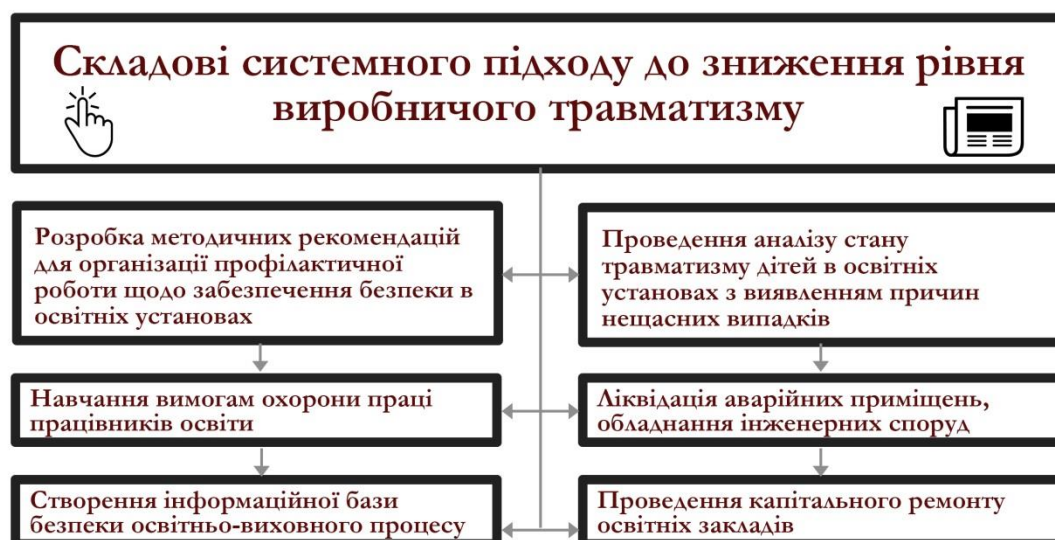 Складові системного підходу до зниження рівня
виробничого травматизму
Розробка методичних рекомендацій
для організації профілактичної
роботи щодо забезпечення безпеки в
освітніх установах
Проведення аналізу стану
травматизму дітей в освітніх
установах з виявленням причин
нещасних випадків
Навчання вимогам охорони праці
працівників освіти
Ліквідація аварійних приміщень,
обладнання інженерних споруд
Створення інформаційної бази
безпеки освітньо-виховного процесу
Проведення капітального ремонту
освітніх закладів